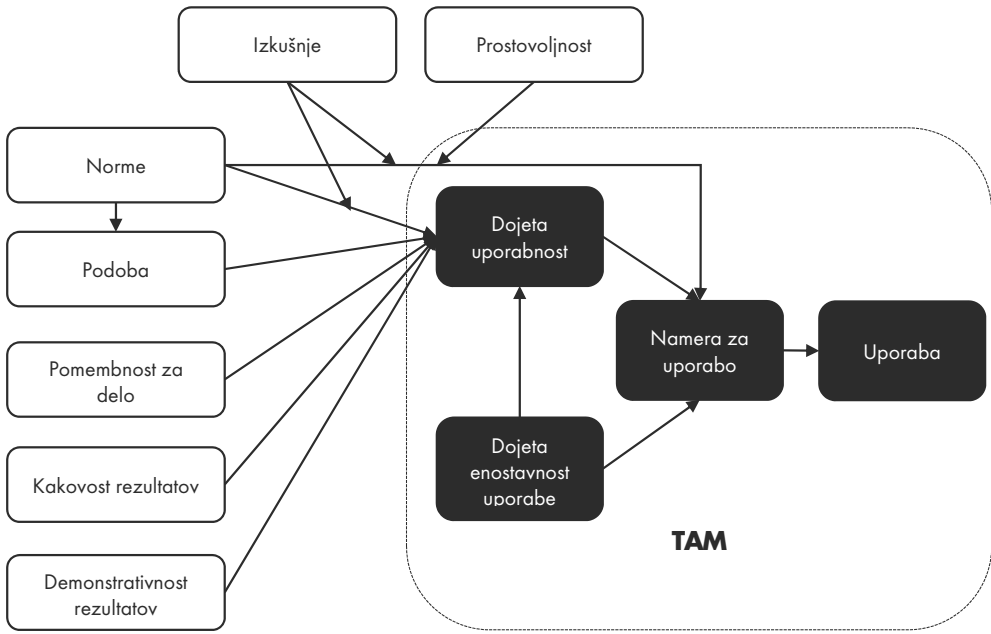 Izkušnje
Prostovoljnost
Norme
Podoba
Pomembnost za
delo
Kakovost rezultatov
Demonstrativnost
rezultatov
Dojeta
uporabnost
Namera za
uporabo
Uporaba
Dojeta
enostavnost
uporabe
TAM